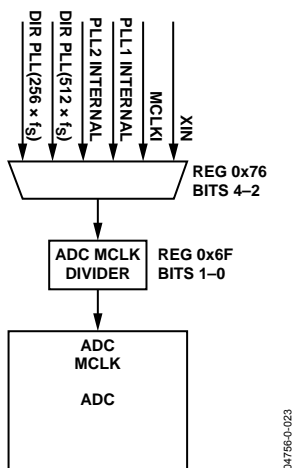 DIR PLL(256 × fs)
DIR PLL(512 × fs)
PLL2 INTERNAL
PLL1 INTERNAL
MCLKI
XIN
REG 0x76
BITS 4–2
ADC MCLK
DIVIDER
REG 0x6F
BITS 1–0
ADC
MCLK
ADC
04756-0-023